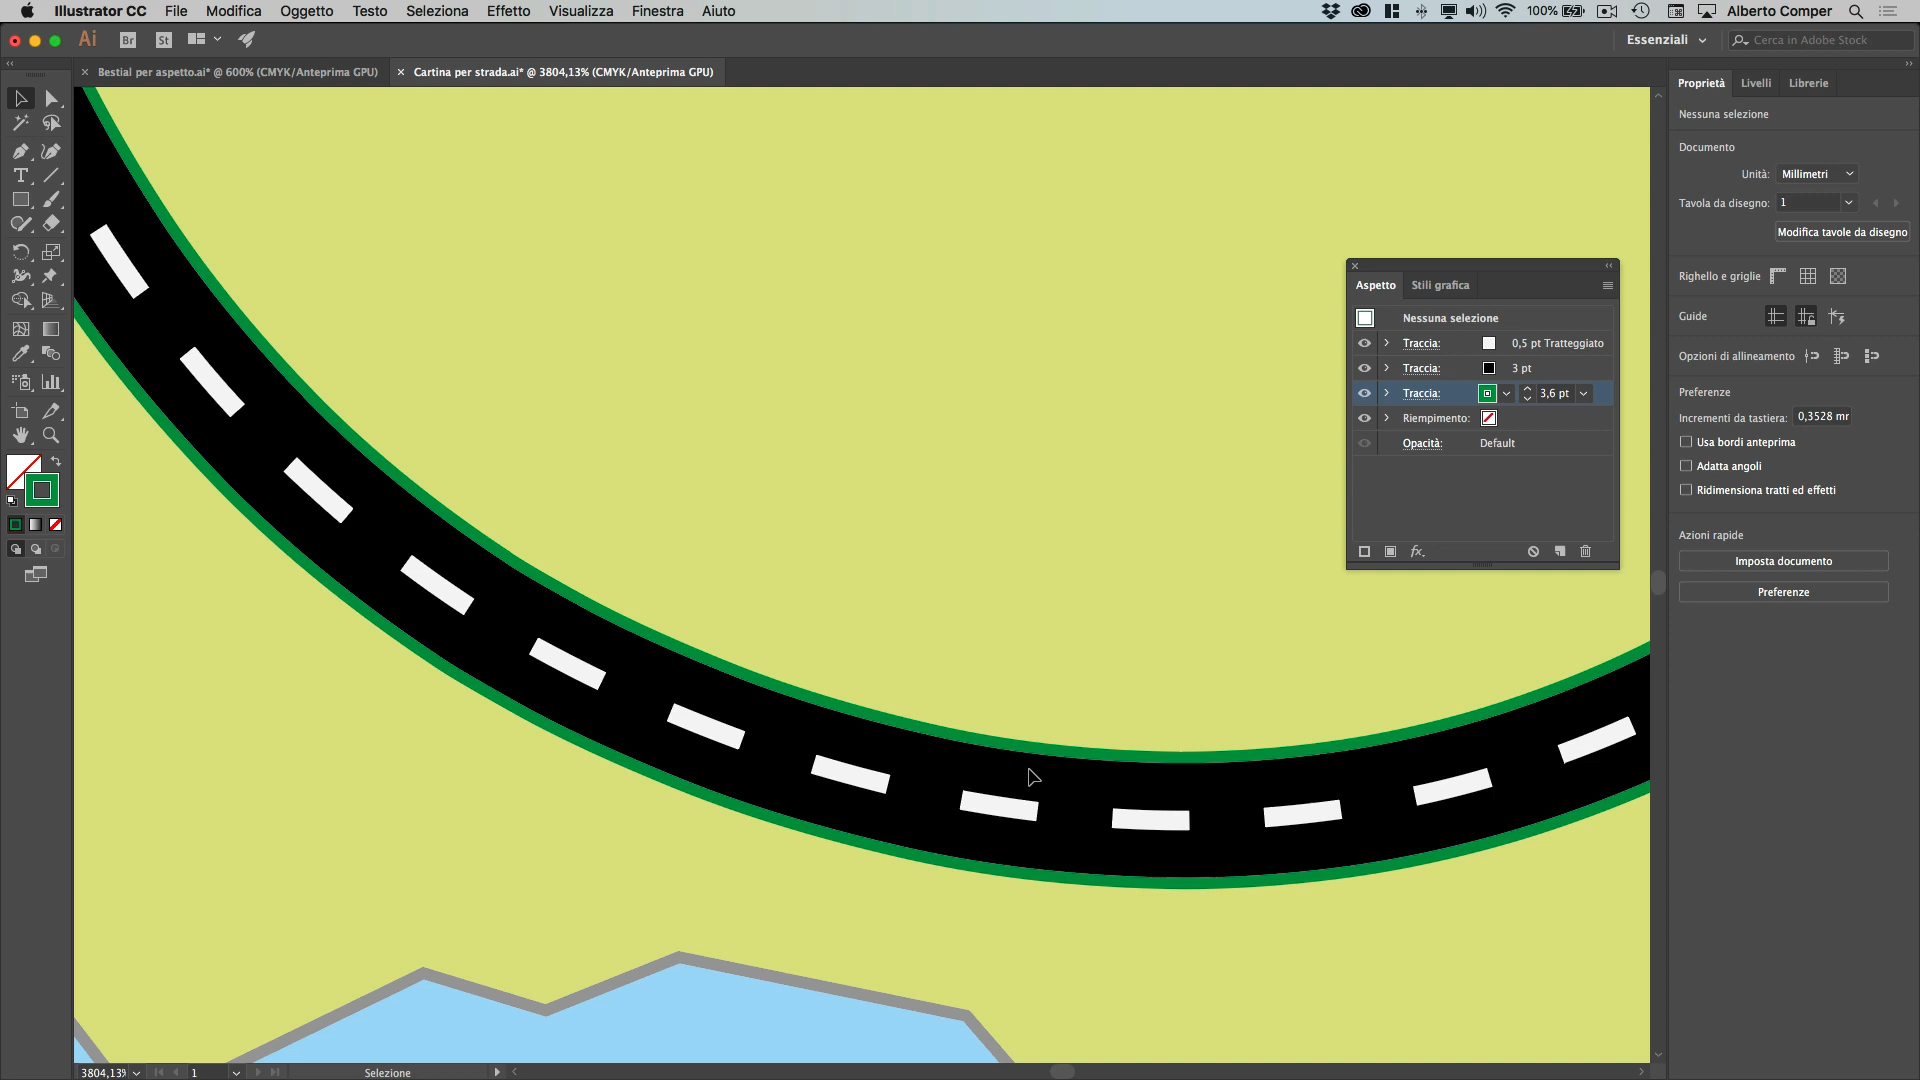 Illustrator CC File Modifica Oggetto Testo Seleziona Effetto Visualizza Finestra Aiuto 100% Alberto Comper
Ai Br St Essenziali Cerca in Adobe Stock
Bestial per aspetto.ai* @ 600% (CMYK/Anteprima GPU) Cartina per strada.ai* @ 3804,13% (CMYK/Anteprima GPU)
Proprietà Livelli Librerie
Nessuna selezione
Documento
Unità: Millimetri
Tavola da disegno: 1
Modifica tavole da disegno
Righello e griglie
Guide
Opzioni di allineamento
Preferenze
Incrementi da tastiera: 0,3528 mr
Usa bordi anteprima
Adatta angoli
Ridimensiona tratti ed effetti
Azioni rapide
Imposta documento
Preferenze
Aspetto Stili grafica
Nessuna selezione
Traccia: 0,5 pt Tratteggiato
Traccia: 3 pt
Traccia: 3,6 pt
Riempimento:
Opacità: Default
fx.
3804,139 1 Selezione